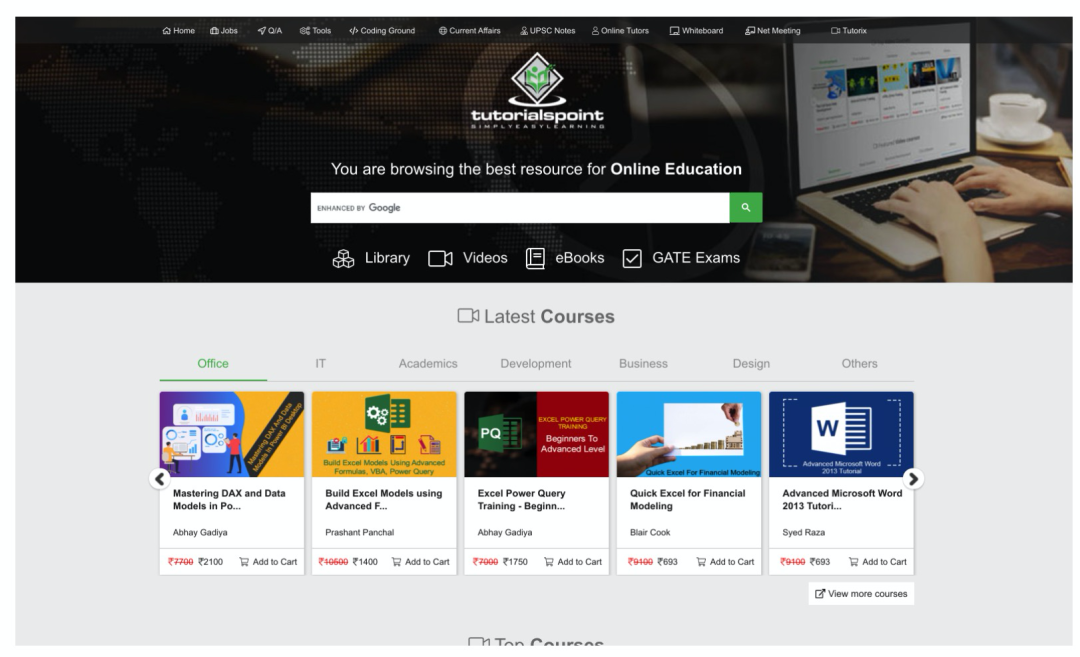 Home Jobs Q/A Tools Coding Ground Current Affairs UPSC Notes Online Tutors Whiteboard Net Meeting Tutorix
tutorialspoint
SIMPLYEASYLEARNING
You are browsing the best resource for Online Education
ENHANCED BY Google
Library Videos eBooks GATE Exams
Latest Courses
Office IT Academics Development Business Design Others
Mastering DAX And Data
Models In Power BI Desktop
Build Excel Models Using Advanced
Formulas, VBA, Power Query
PQ
EXCEL POWER QUERY
TRAINING
Beginners To
Advanced Level
Quick Excel For Financial Modeling
W
Advanced Microsoft Word
2013 Tutorial
Mastering DAX and Data
Models in Po...
Abhay Gadiya
₹7700 ₹2100 Add to Cart
Build Excel Models using
Advanced F...
Prashant Panchal
₹10500 ₹1400 Add to Cart
Excel Power Query
Training - Beginn...
Abhay Gadiya
₹7000 ₹1750 Add to Cart
Quick Excel for Financial
Modeling
Blair Cook
₹9100 ₹693 Add to Cart
Advanced Microsoft Word
2013 Tutori...
Syed Raza
₹9100 ₹693 Add to Cart
View more courses
Top Courses